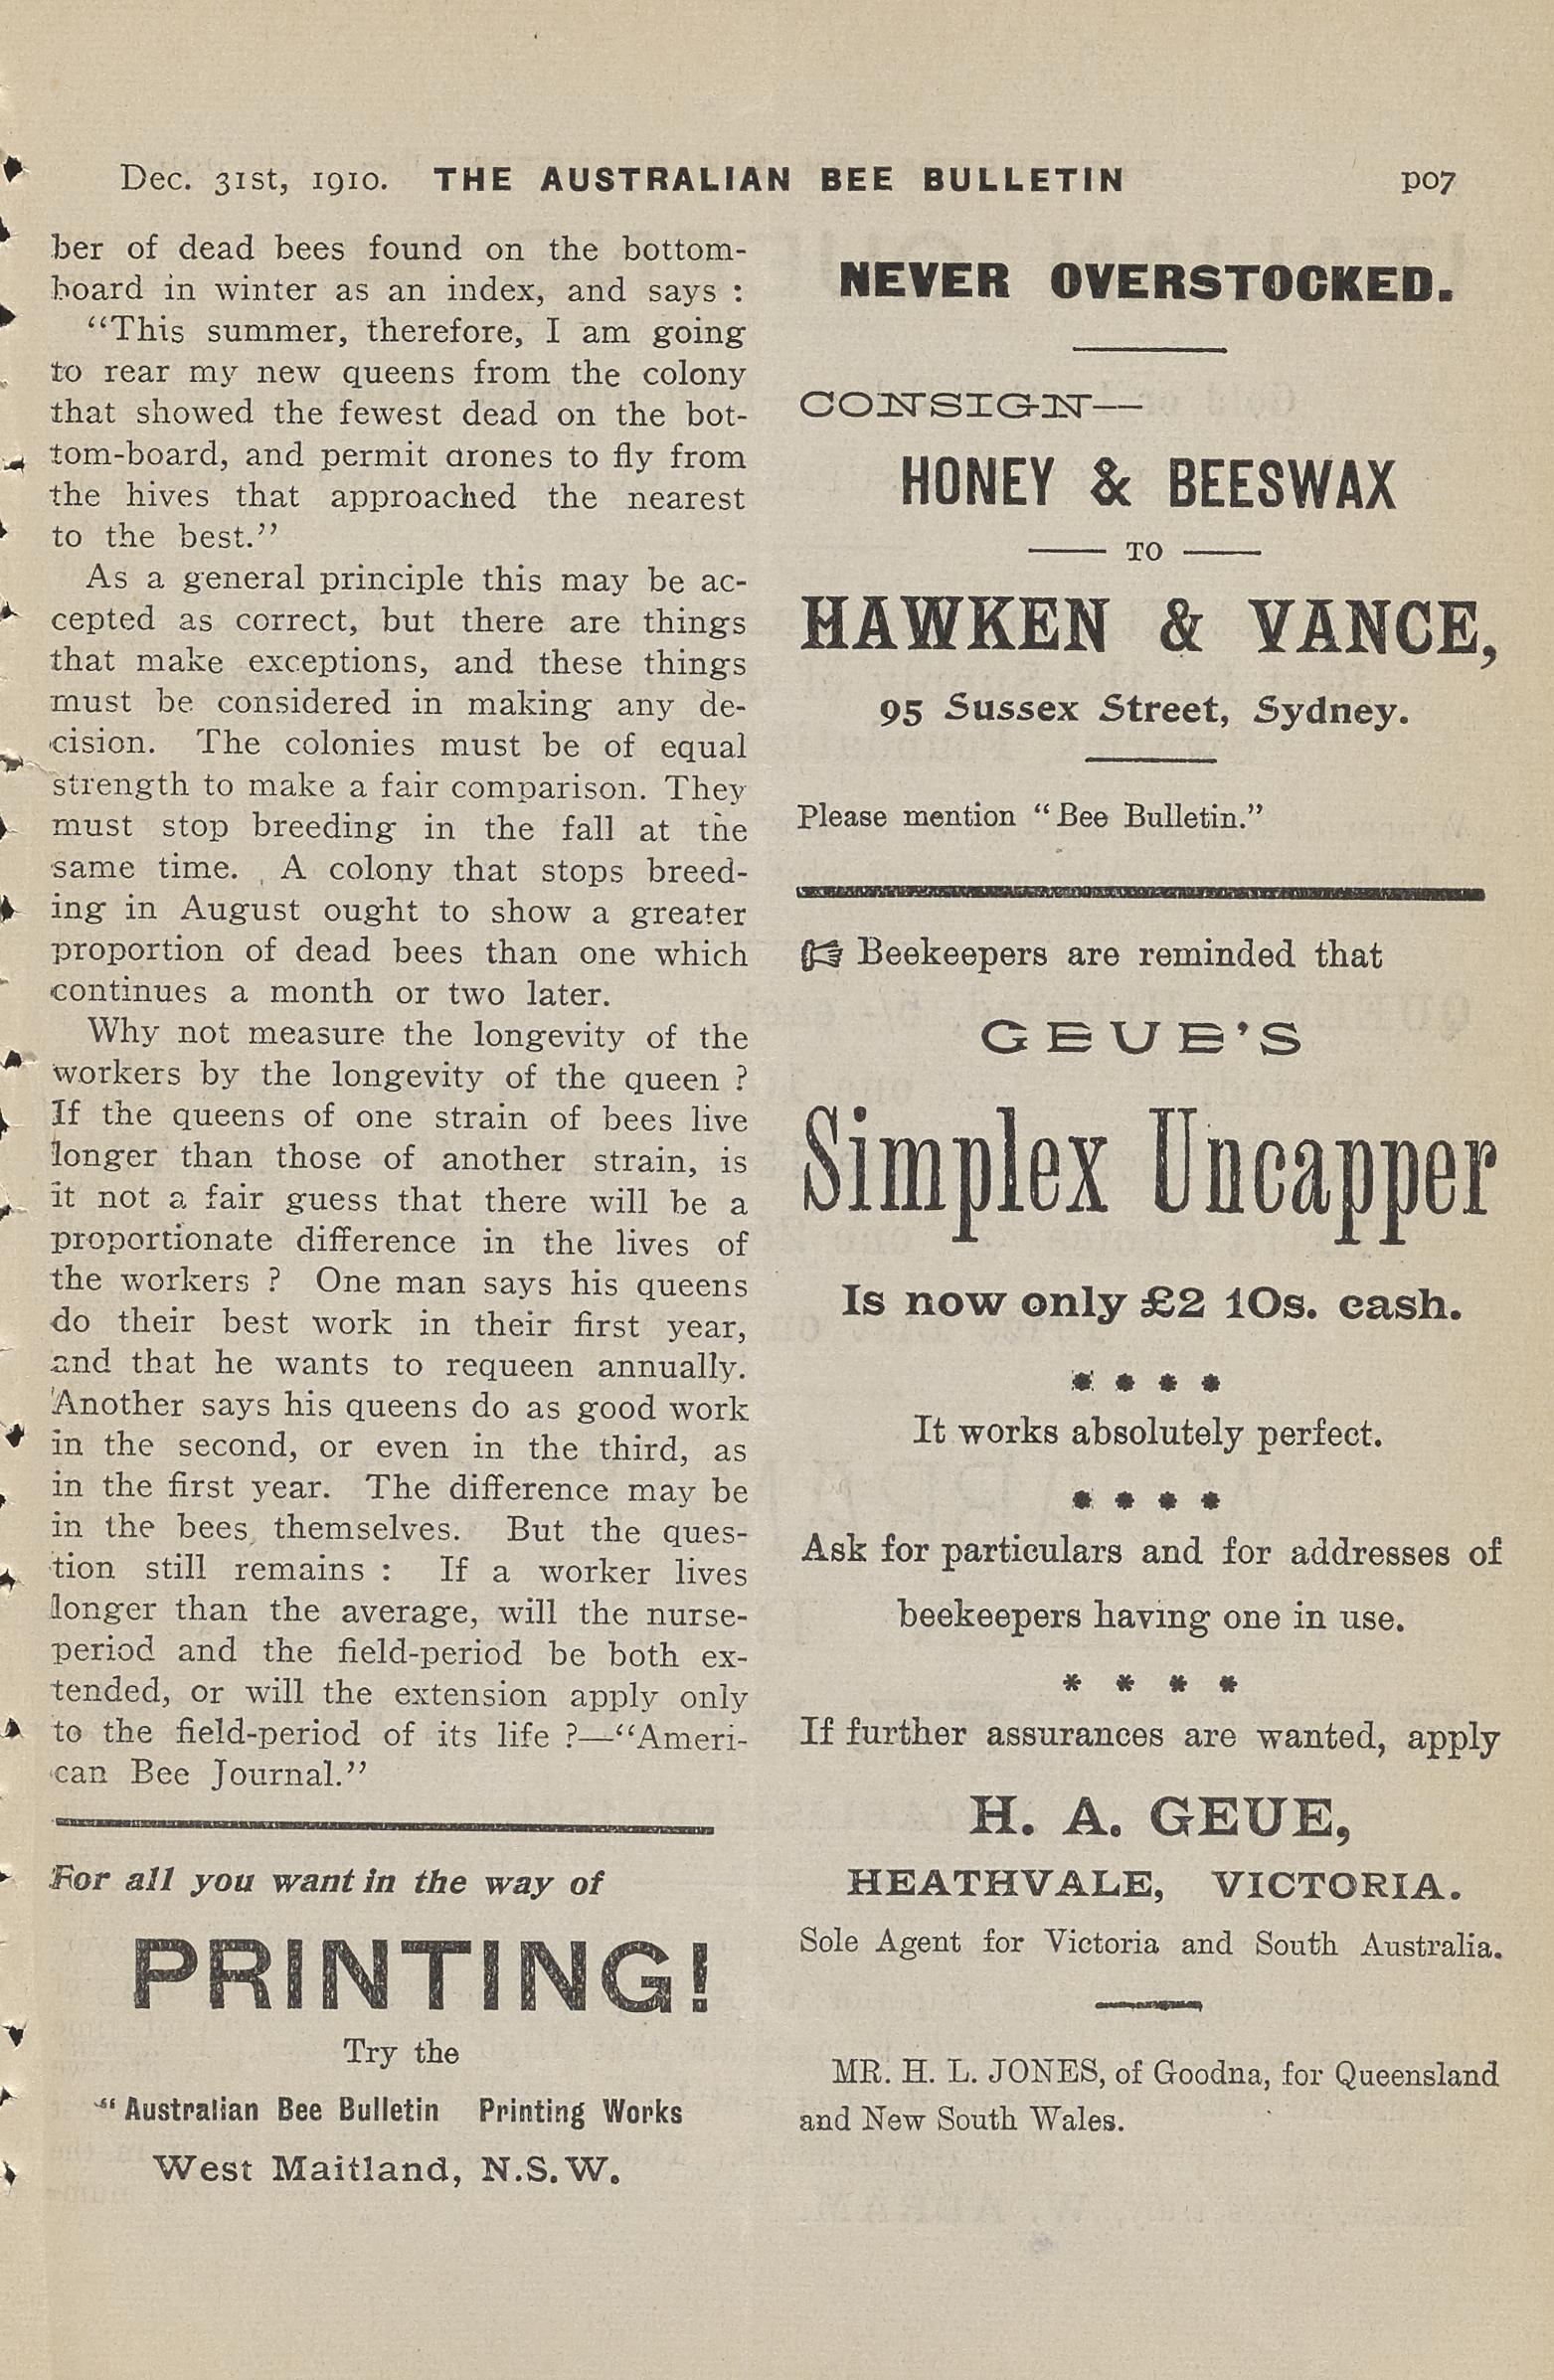 Dec. 31st, 1910. THE AUSTRALIAN BEE BULLETIN po7
ber of dead bees found on the bottom-
board in winter as an index, and says :
“This summer, therefore, I am going
to rear my new queens from the colony
that showed the fewest dead on the bot-
tom-board, and permit drones to fly from
the hives that approached the nearest
to the best.”
As a general principle this may be ac-
cepted as correct, but there are things
that make exceptions, and these things
must be considered in making any de-
cision. The colonies must be of equal
strength to make a fair comparison. They
must stop breeding in the fall at the
same time. A colony that stops breed-
ing in August ought to show a greater
proportion of dead bees than one which
continues a month or two later.
Why not measure the longevity of the
workers by the longevity of the queen ?
If the queens of one strain of bees live
longer than those of another strain, is
it not a fair guess that there will be a
proportionate difference in the lives of
the workers ? One man says his queens
do their best work in their first year,
and that he wants to requeen annually.
Another says his queens do as good work
in the second, or even in the third, as
in the first year. The difference may be
in the bees themselves. But the ques-
tion still remains : If a worker lives
longer than the average, will the nurse-
period and the field-period be both ex-
tended, or will the extension apply only
to the field-period of its life ?—“Ameri-
can Bee Journal.”
For all you want in the way of
PRINTING!
Try the
“ Australian Bee Bulletin Printing Works
West Maitland, N.S.W.
NEVER OVERSTOCKED.
CONSIGN—
HONEY & BEESWAX
TO
HAWKEN & VANCE,
95 Sussex Street, Sydney.
Please mention “Bee Bulletin.”
☞ Beekeepers are reminded that
GEUE’S
Simplex Uncapper
Is now only £2 10s. cash.
* * * *
It works absolutely perfect.
* * * *
Ask for particulars and for addresses of
beekeepers having one in use.
* * * *
If further assurances are wanted, apply
H. A. GEUE,
HEATHVALE, VICTORIA.
Sole Agent for Victoria and South Australia.
MR. H. L. JONES, of Goodna, for Queensland
and New South Wales.